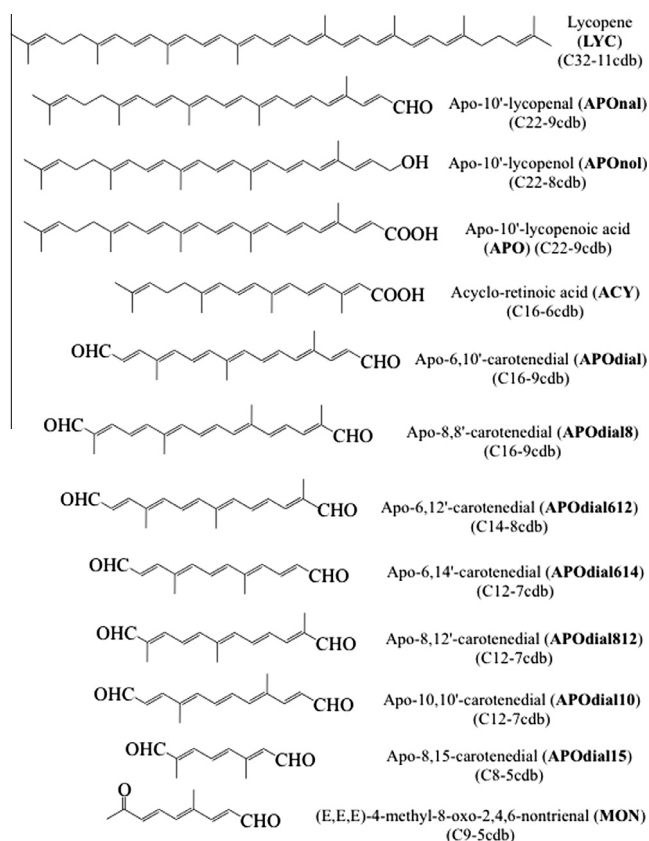 Lycopene
(LYC)
(C32-11cdb)
CHO
Apo-10'-lycopenal (APOnal)
(C22-9cdb)
OH
Apo-10'-lycopenol (APOnol)
(C22-8cdb)
COOH
Apo-10'-lycopenoic acid
(APO) (C22-9cdb)
COOH
Acyclo-retinoic acid (ACY)
(C16-6cdb)
OHC
CHO
Apo-6,10'-carotenedial (APOdial)
(C16-9cdb)
OHC
CHO
Apo-8,8'-carotenedial (APOdial8)
(C16-9cdb)
OHC
CHO
Apo-6,12'-carotenedial (APOdial612)
(C14-8cdb)
OHC
CHO
Apo-6,14'-carotenedial (APOdial614)
(C12-7cdb)
OHC
CHO
Apo-8,12'-carotenedial (APOdial812)
(C12-7cdb)
OHC
CHO
Apo-10,10'-carotenedial (APOdial10)
(C12-7cdb)
OHC
CHO
Apo-8,15-carotenedial (APOdial15)
(C8-5cdb)
O
CHO
(E,E,E)-4-methyl-8-oxo-2,4,6-nontrienal (MON)
(C9-5cdb)